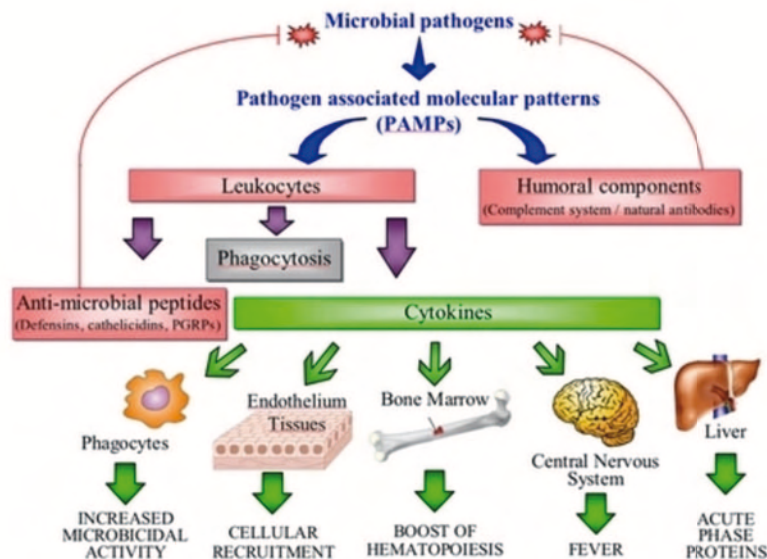 Microbial pathogens
Pathogen associated molecular patterns
(PAMPs)
Leukocytes
Humoral components
(Complement system / natural antibodies)
Phagocytosis
Anti-microbial peptides
(Defensins, cathelicidins, PGRPs)
Cytokines
Phagocytes
Endothelium
Tissues
Bone Marrow
Central Nervous
System
Liver
INCREASED
MICROBICIDAL
ACTIVITY
CELLULAR
RECRUITMENT
BOOST OF
HEMATOPOIESIS
FEVER
ACUTE
PHASE
PROTEINS